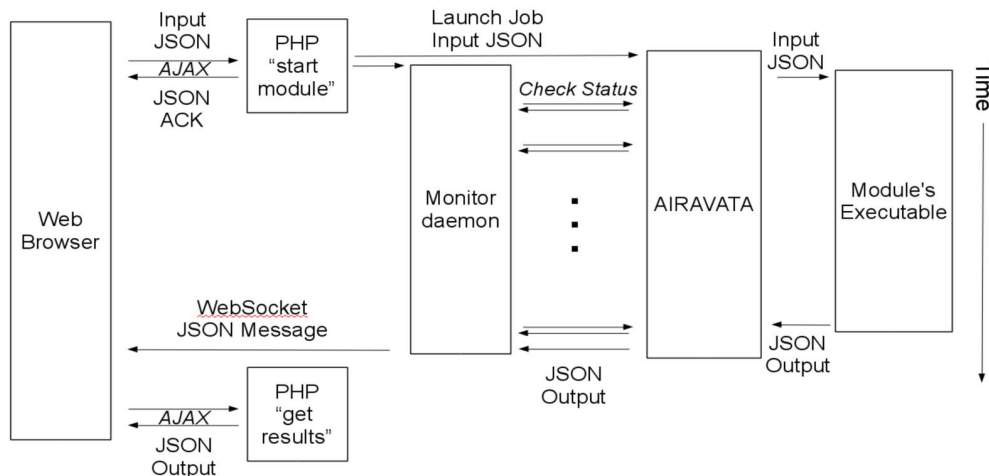 Input
JSON
AJAX
JSON
ACK
PHP
“start
module”
Launch Job
Input JSON
Check Status
Input
JSON
Time
Web
Browser
Monitor
daemon
AIRAVATA
Module's
Executable
WebSocket
JSON Message
JSON
Output
JSON
Output
PHP
“get
results”
AJAX
JSON
Output